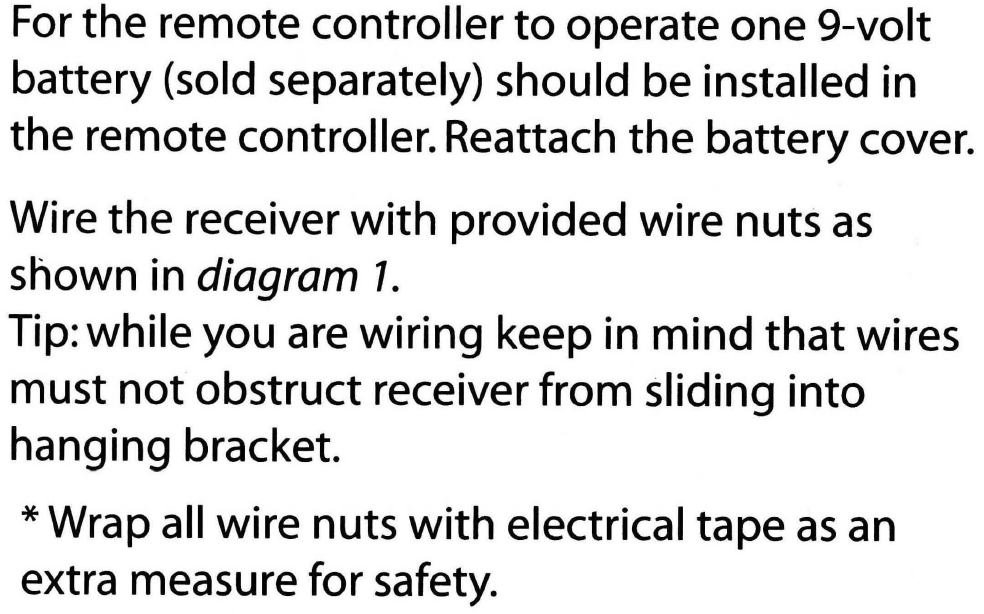 For the remote controller to operate one 9-volt
battery (sold separately) should be installed in
the remote controller. Reattach the battery cover.
Wire the receiver with provided wire nuts as
shown in diagram 1.
Tip: while you are wiring keep in mind that wires
must not obstruct receiver from sliding into
hanging bracket.
* Wrap all wire nuts with electrical tape as an
extra measure for safety.